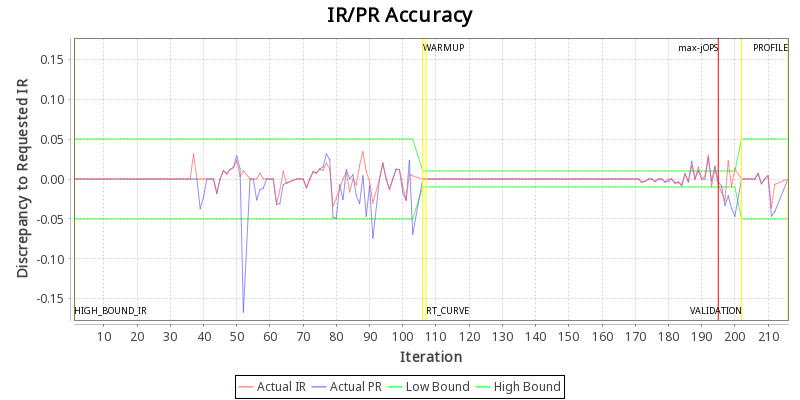 IR/PR Accuracy
Discrepancy to Requested IR
0.15
0.10
0.05
0.00
-0.05
-0.10
-0.15
WARMUP
max-jOPS
PROFILE
HIGH_BOUND_IR
RT_CURVE
VALIDATION
10 20 30 40 50 60 70 80 90 100 110 120 130 140 150 160 170 180 190 200 210
Iteration
Actual IR Actual PR Low Bound High Bound